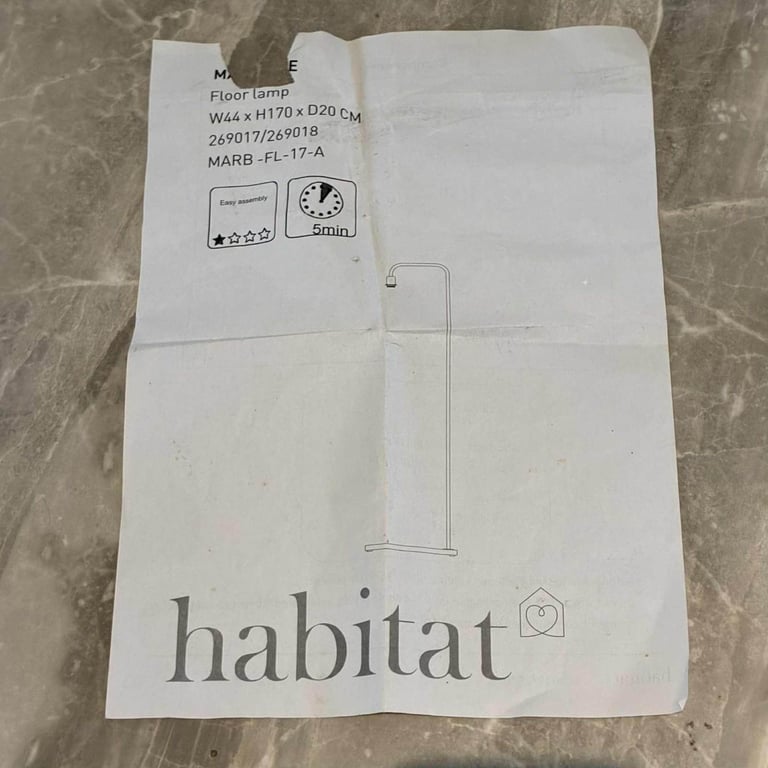 Floor lamp
W44 x H170 x D20 CM
269017/269018
MARB -FL-17-A
Easy assembly
5min
habitat